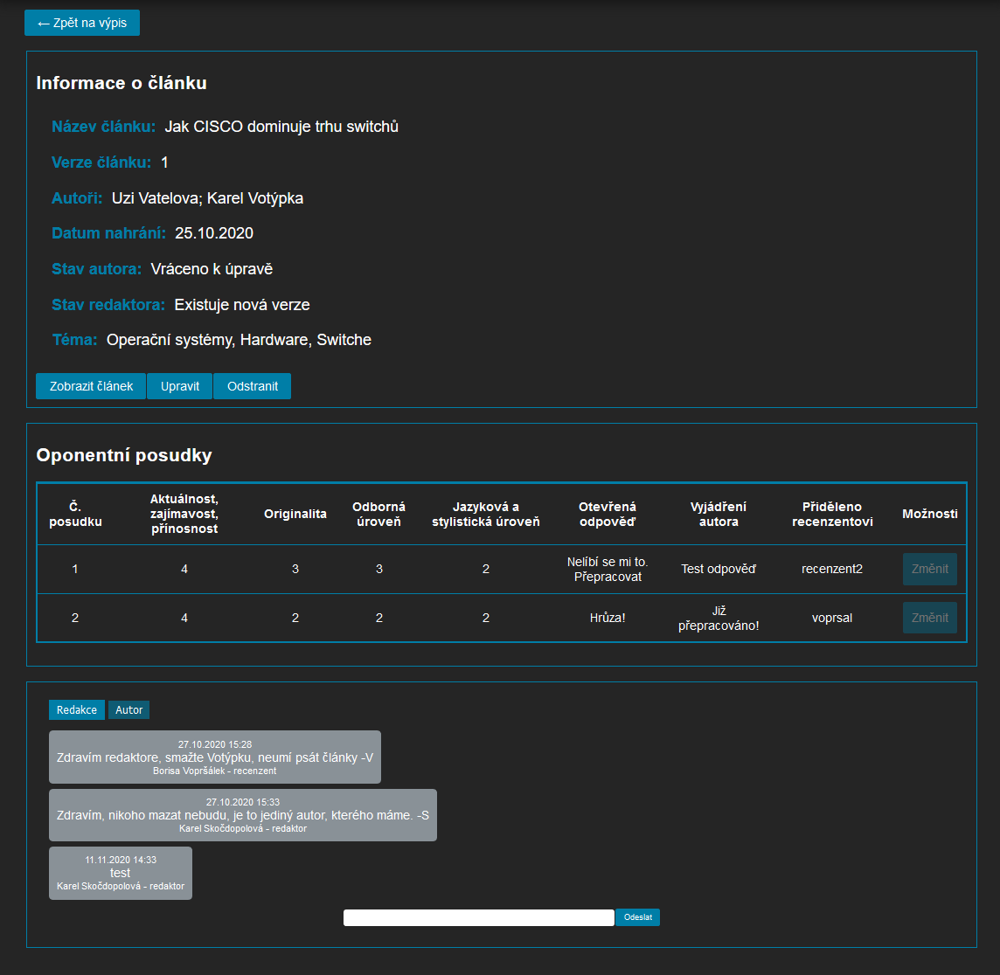 ← Zpět na výpis
Informace o článku
Název článku: Jak CISCO dominuje trhu switchů
Verze článku: 1
Autoři: Uzi Vatelova; Karel Votýpka
Datum nahrání: 25.10.2020
Stav autora: Vráceno k úpravě
Stav redaktora: Existuje nová verze
Téma: Operační systémy, Hardware, Switche
Zobrazit článek Upravit Odstranit
Oponentní posudky
Č. posudku Aktuálnost, zajímavost, přínosnost Originalita Odborná úroveň Jazyková a stylistická úroveň Otevřená odpověď Vyjádření autora Přiděleno recenzentovi Možnosti
1 4 3 3 2 Nelíbí se mi to. Přepracovat Test odpověď recenzent2 Změnit
2 4 2 2 2 Hrůza! Již přepracováno! voprsal Změnit
Redakce Autor
27.10.2020 15:28
Zdravím redaktore, smažte Votýpku, neumí psát články -V
Borisa Vopršálek - recenzent
27.10.2020 15:33
Zdravím, nikoho mazat nebudu, je to jediný autor, kterého máme. -S
Karel Skočdopolová - redaktor
11.11.2020 14:33
test
Karel Skočdopolová - redaktor
Odeslat